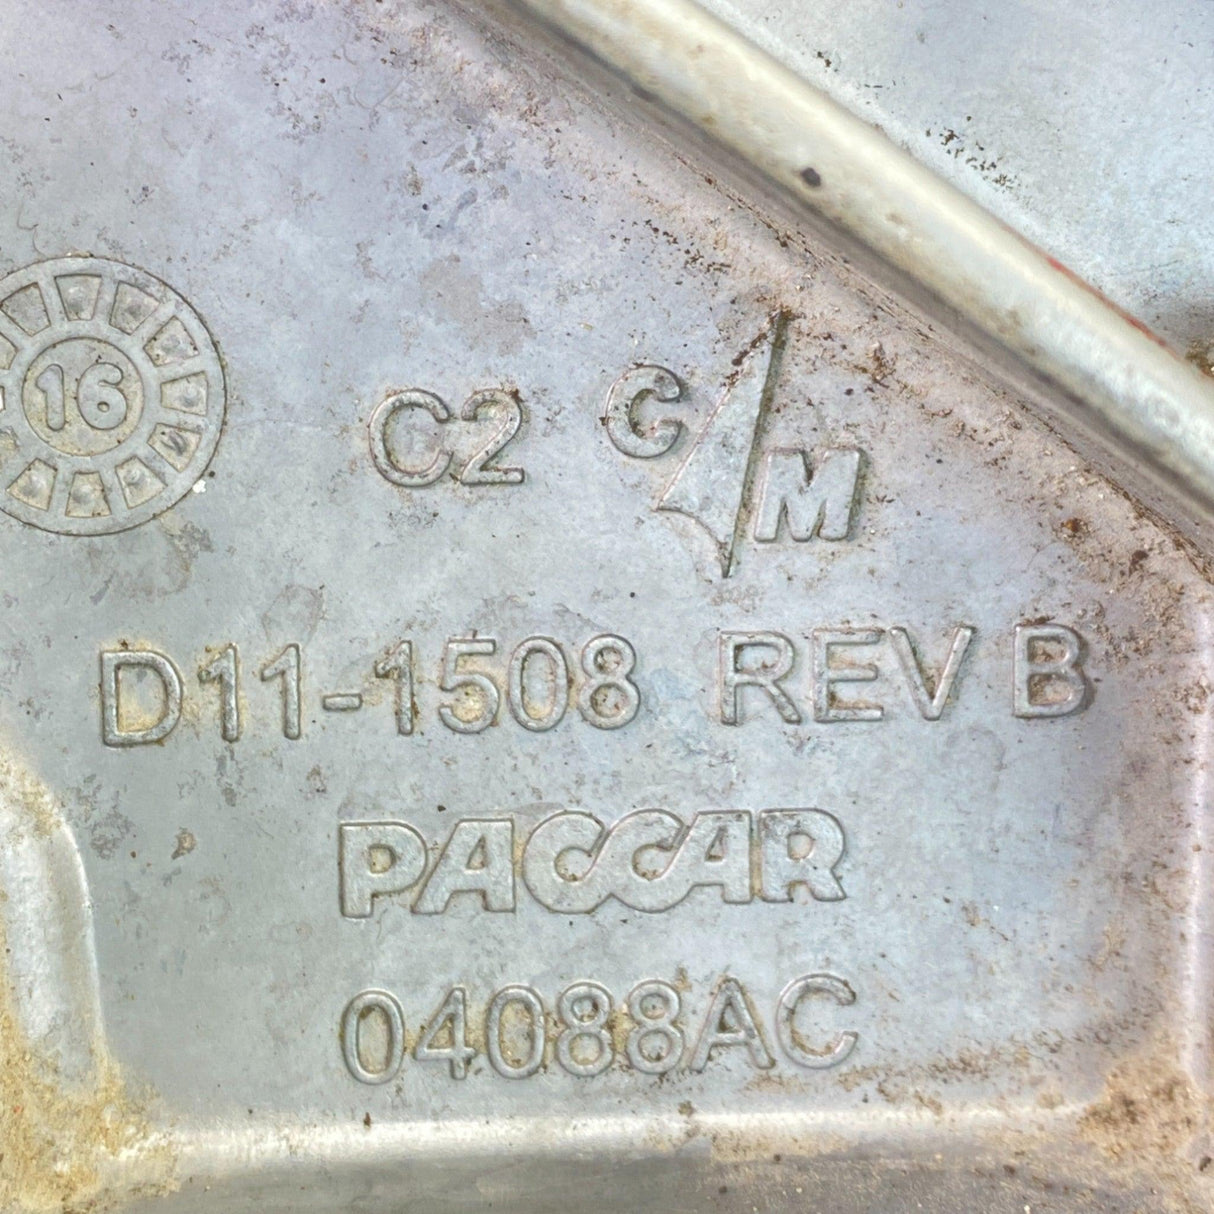 16
C2 C M
D11-1508 REV B
PACCAR
04088AC